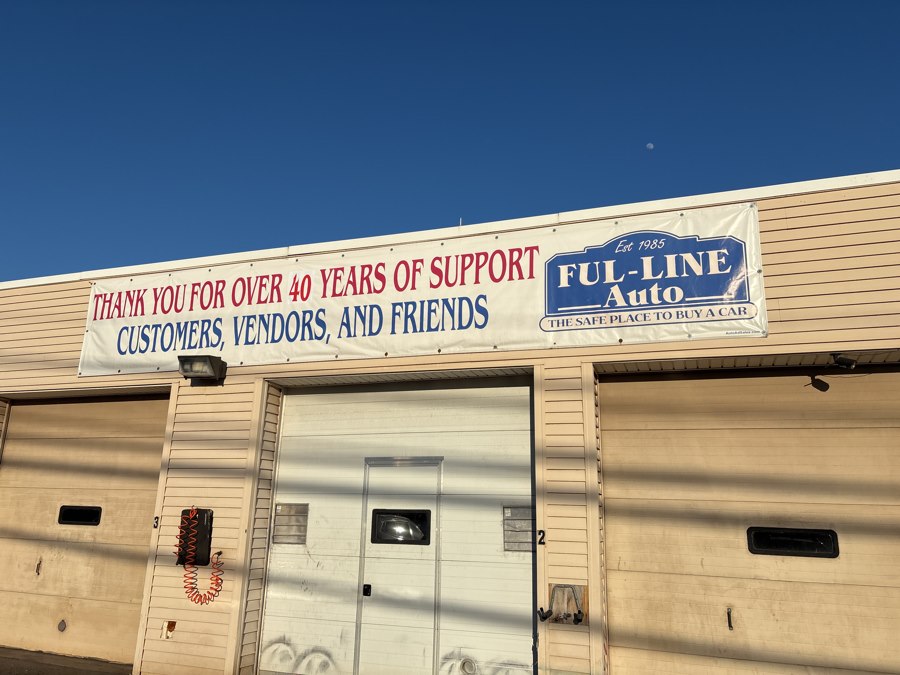 THANK YOU FOR OVER 40 YEARS OF SUPPORT
CUSTOMERS, VENDORS, AND FRIENDS
Est 1985
FUL-LINE
Auto
THE SAFE PLACE TO BUY A CAR
3
2